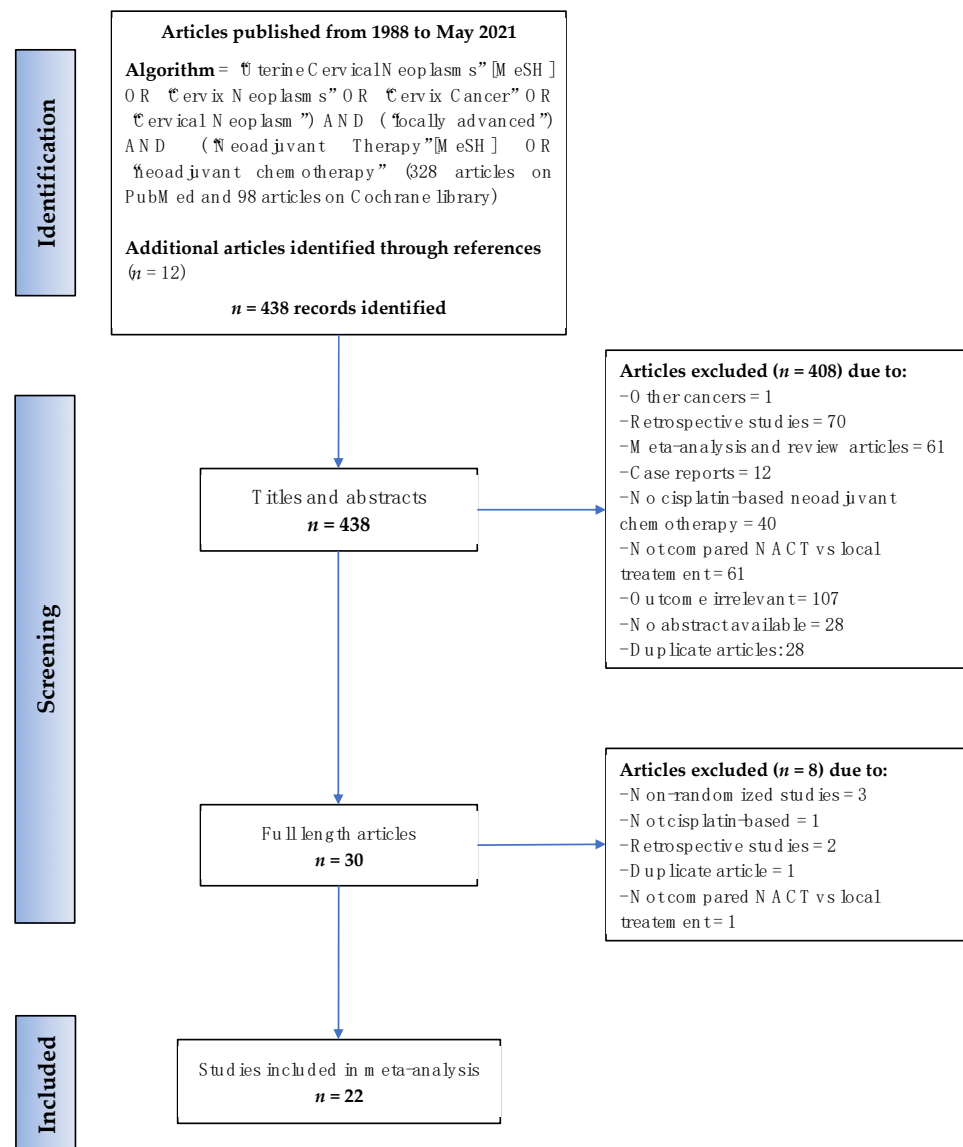 Identification
Articles published from 1988 to May 2021
Algorithm = “Uterine Cervical Neoplasms” [MeSH]
OR “Cervix Neoplasms” OR “Cervix Cancer” OR
“Cervical Neoplasm”) AND (“locally advanced”)
AND (“Neoadjuvant Therapy”[MeSH] OR
“neoadjuvant chemotherapy” (328 articles on
PubMed and 98 articles on Cochrane library)
Additional articles identified through references
(n = 12)
n = 438 records identified
Screening
Titles and abstracts
n = 438
Articles excluded (n = 408) due to:
-Other cancers = 1
-Retrospective studies = 70
-Meta-analysis and review articles = 61
-Case reports = 12
-No cisplatin-based neoadjuvant
chemotherapy = 40
-Not compared NACT vs local
treatement = 61
-Outcome irrelevant = 107
-No abstract available = 28
-Duplicate articles: 28
Full length articles
n = 30
Articles excluded (n = 8) due to:
-Non-randomized studies = 3
-Not cisplatin-based = 1
-Retrospective studies = 2
-Duplicate article = 1
-Not compared NACT vs local
treatement = 1
Included
Studies included in meta-analysis
n = 22